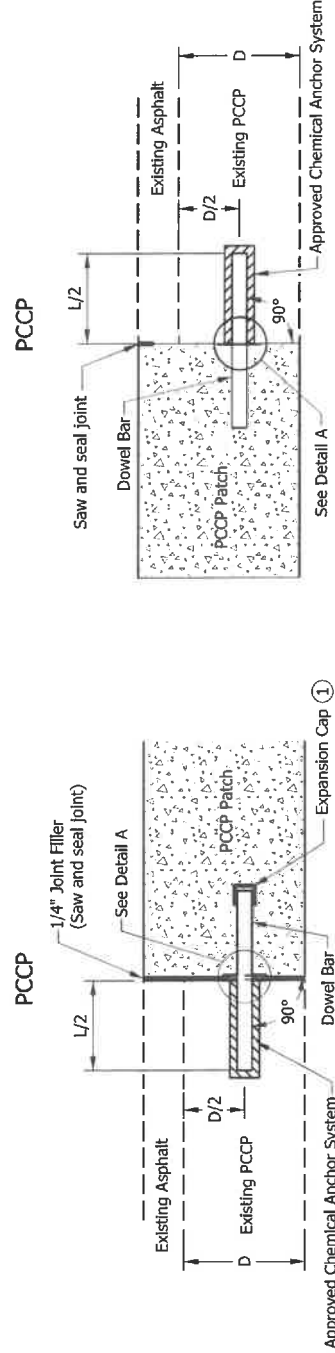 PCCP
Existing Asphalt
1/4" Joint Filler
(Saw and seal joint)
See Detail A
L/2
D/2
D
Existing PCCP
PCCP Patch
90°
Approved Chemical Anchor System
Dowel Bar
Expansion Cap 1
PCCP
Saw and seal joint
Dowel Bar
L/2
Existing Asphalt
D/2
D
Existing PCCP
PCCP Patch
90°
See Detail A
Approved Chemical Anchor System